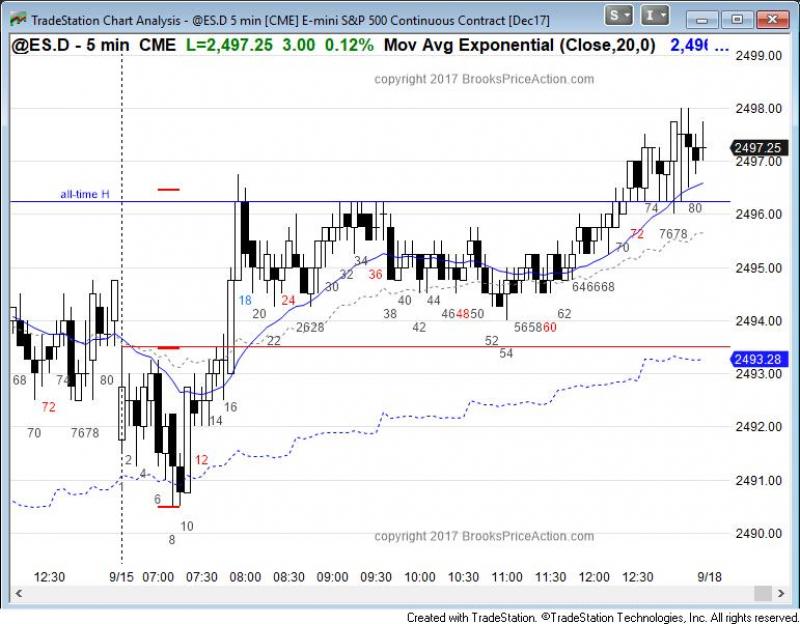 TradeStation Chart Analysis - @ES.D 5 min [CME] E-mini S&P 500 Continuous Contract [Dec17]
S I
@ES.D - 5 min CME L=2,497.25 3.00 0.12% Mov Avg Exponential (Close,20,0) 2,496 ...
2499.00
copyright 2017 BrooksPriceAction.com
2498.00
2497.25
2497.00
all-time H
74 80
2496.00
72 7678
70
34
2495.00
32 36
30 646668
18 24 40 44
20 38 464850 62
2494.00
2628 42 565860
22 52
54
2493.28
68 74 80
2493.00
72 16
14
70 7678
2492.00
2 12
4
2491.00
6
10
8
2490.00
copyright 2017 BrooksPriceAction.com
12:30 9/15 07:00 07:30 08:00 08:30 09:00 09:30 10:00 10:30 11:00 11:30 12:00 12:30 9/18
Created with TradeStation. ©TradeStation Technologies, Inc. All rights reserved.